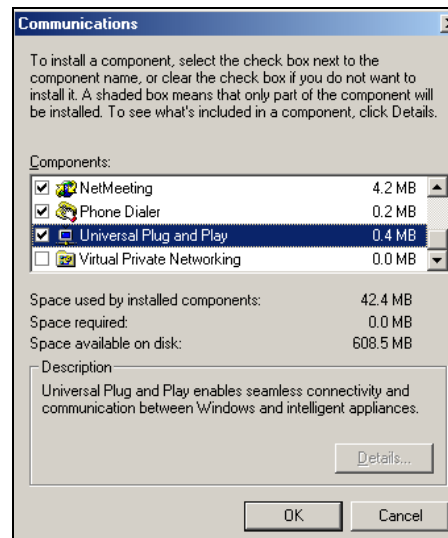 Communications
To install a component, select the check box next to the
component name, or clear the check box if you do not want to
install it. A shaded box means that only part of the component will
be installed. To see what's included in a component, click Details.
Components:
NetMeeting 4.2 MB
Phone Dialer 0.2 MB
Universal Plug and Play 0.4 MB
Virtual Private Networking 0.0 MB
Space used by installed components: 42.4 MB
Space required: 0.0 MB
Space available on disk: 608.5 MB
Description
Universal Plug and Play enables seamless connectivity and
communication between Windows and intelligent appliances.
Details...
OK Cancel